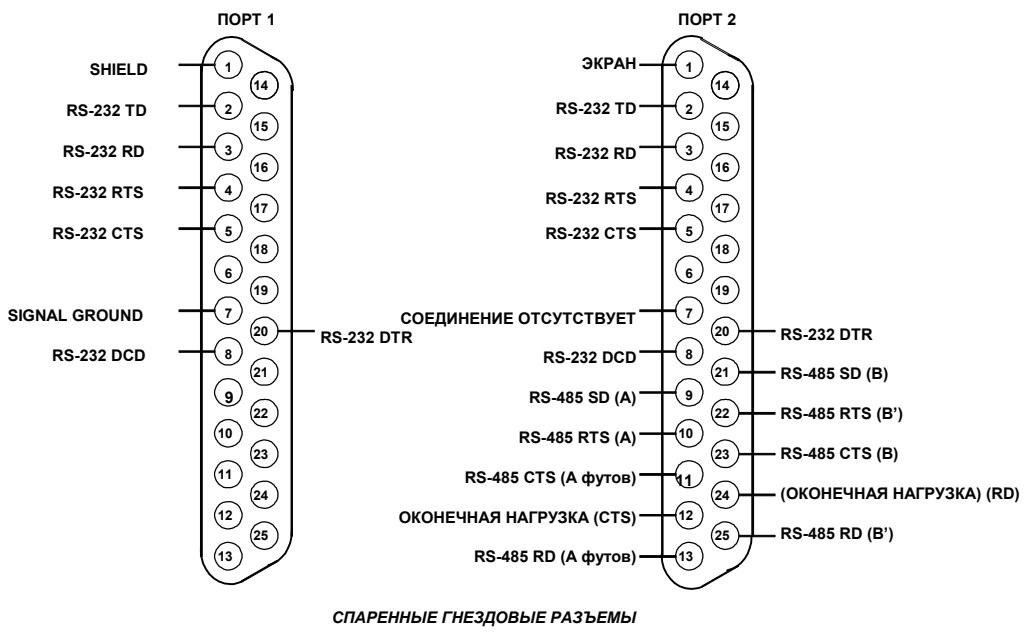 ПОРТ 1
SHIELD
RS-232 TD
RS-232 RD
RS-232 RTS
RS-232 CTS
SIGNAL GROUND
RS-232 DCD
1
2
3
4
5
6
7
8
9
10
11
12
13
14
15
16
17
18
19
20
21
22
23
24
25
RS-232 DTR
ПОРТ 2
ЭКРАН
RS-232 TD
RS-232 RD
RS-232 RTS
RS-232 CTS
СОЕДИНЕНИЕ ОТСУТСТВУЕТ
RS-232 DCD
RS-485 SD (A)
RS-485 RTS (A)
RS-485 CTS (A футов)
ОКОНЕЧНАЯ НАГРУЗКА (CTS)
RS-485 RD (A футов)
1
2
3
4
5
6
7
8
9
10
11
12
13
14
15
16
17
18
19
20
21
22
23
24
25
RS-232 DTR
RS-485 SD (B)
RS-485 RTS (B’)
RS-485 CTS (B)
(ОКОНЕЧНАЯ НАГРУЗКА) (RD)
RS-485 RD (B’)
СПАРЕННЫЕ ГНЕЗДОВЫЕ РАЗЪЕМЫ